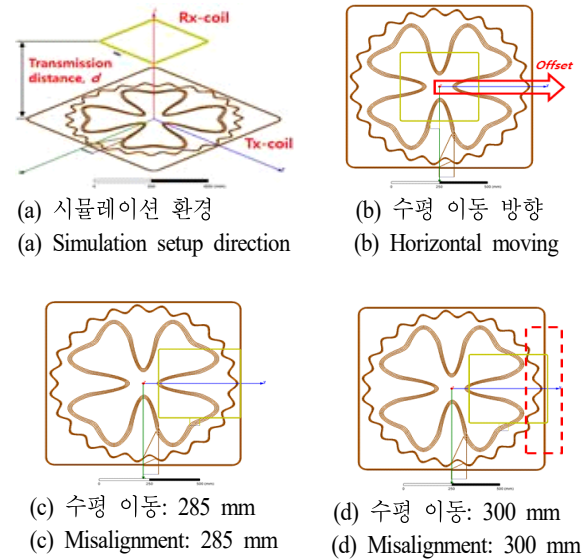 Rx-coil
Transmission
distance, d
Tx-coil
Offset
(a) 시뮬레이션 환경
(a) Simulation setup direction
(b) 수평 이동 방향
(b) Horizontal moving
(c) 수평 이동: 285 mm
(c) Misalignment: 285 mm
(d) 수평 이동: 300 mm
(d) Misalignment: 300 mm